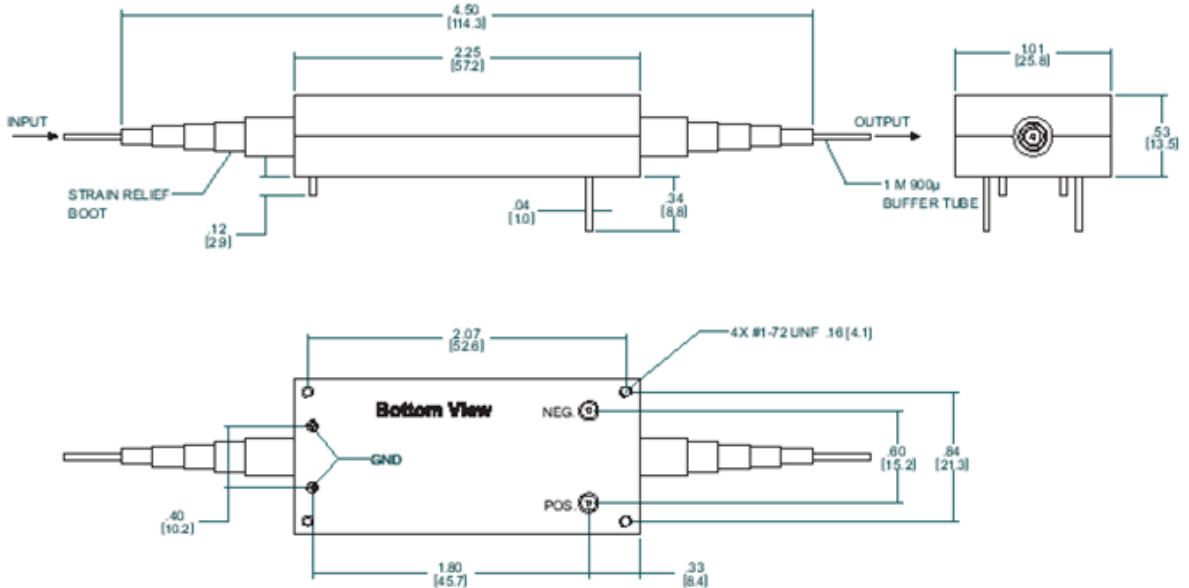 4.50
[114.3]
2.25
[57.2]
1.01
[25.8]
INPUT
OUTPUT
.53
[13.5]
STRAIN RELIEF
BOOT
.12
[2.9]
.04
[1.0]
.34
[8.8]
1 M 900µ
BUFFER TUBE
2.07
[52.6]
4X #1-72 UNF .16 [4.1]
Bottom View
NEG.
GND
.60
[15.2]
.84
[21.3]
POS.
.40
[10.2]
1.80
[45.7]
.33
[8.4]